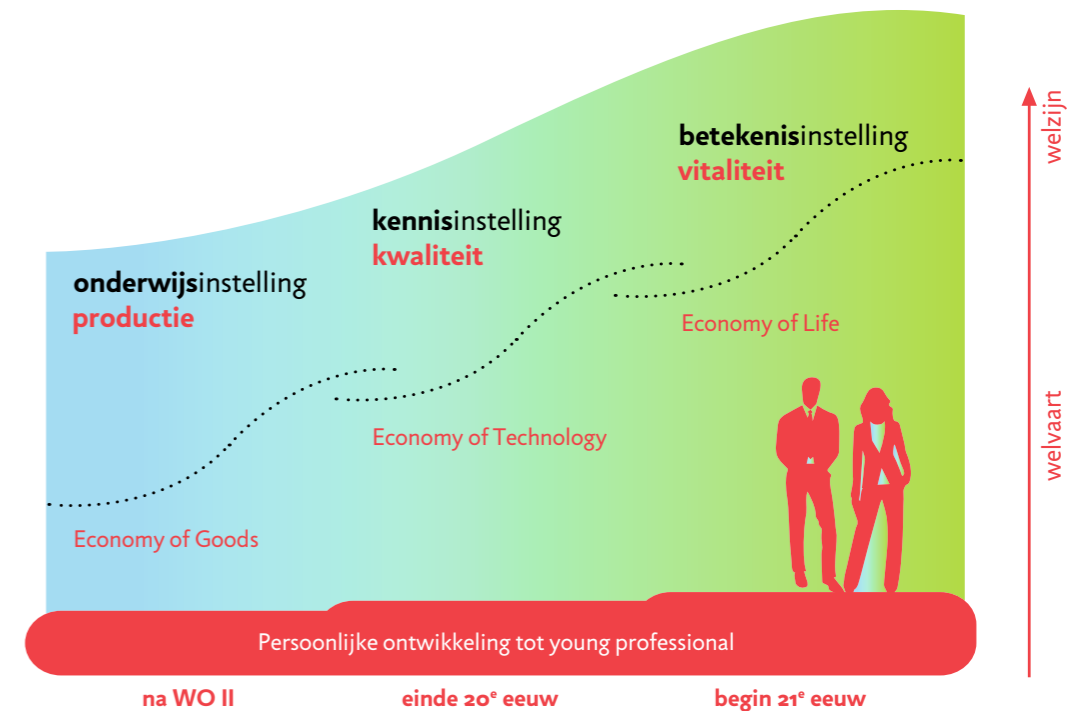 betekenisinstelling
vitaliteit
kennisinstelling
kwaliteit
onderwijsinstelling
productie
Economy of Life
Economy of Technology
Economy of Goods
welzijn
welvaart
Persoonlijke ontwikkeling tot young professional
na WO II
einde 20e eeuw
begin 21e eeuw